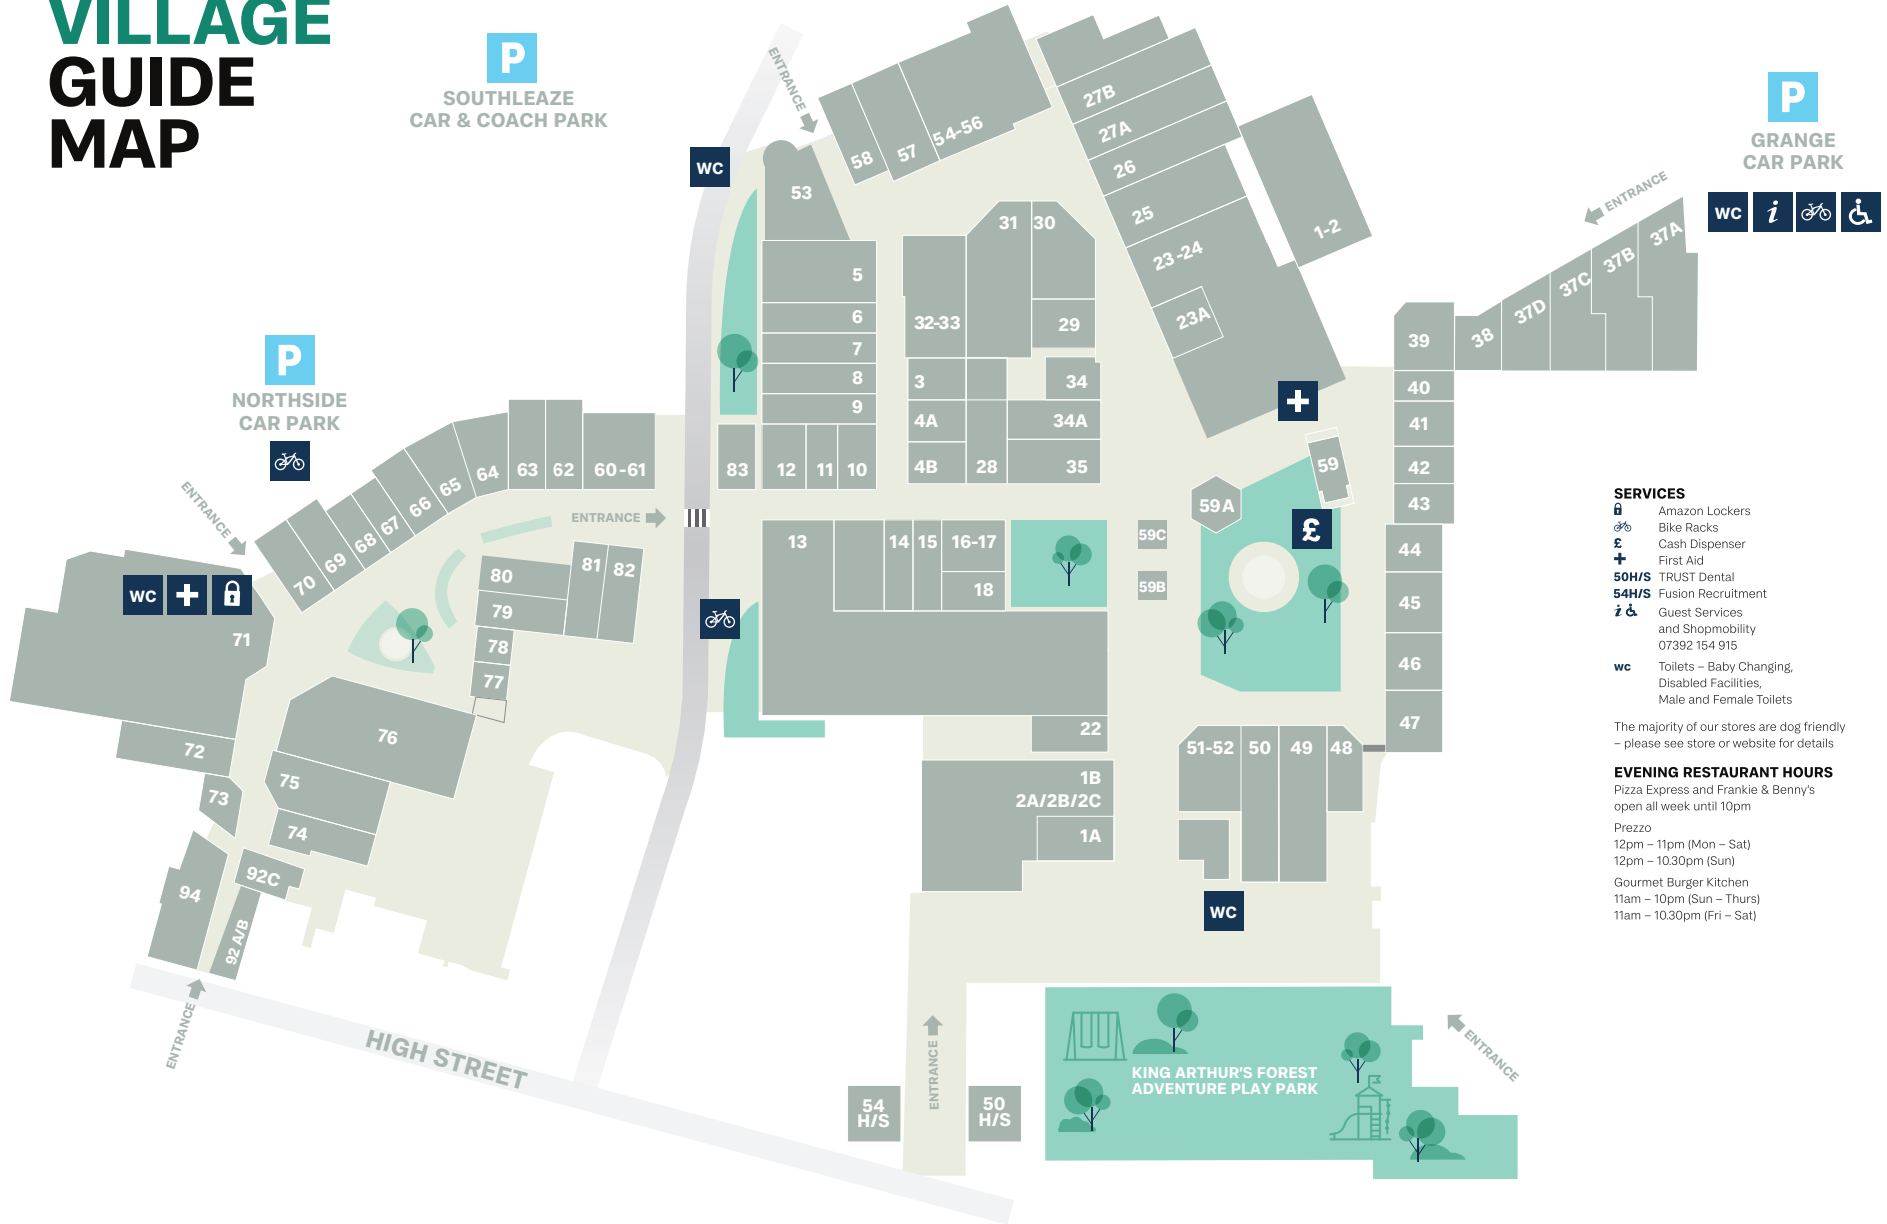 VILLAGE
GUIDE
MAP
P
SOUTHLEAZE
CAR & COACH PARK
P
GRANGE
CAR PARK
WC
i
P
NORTHSIDE
CAR PARK
ENTRANCE
WC
ENTRANCE
ENTRANCE
ENTRANCE
58
57
54-56
53
27B
27A
26
25
23-24
23A
1-2
31
30
32-33
29
5
6
7
8
9
3
4A
4B
28
34
34A
35
83
12
11
10
37A
37B
37C
37D
38
39
40
41
42
43
44
45
46
47
59
59A
£
59C
59B
64
63
62
60-61
65
66
67
68
69
70
WC
71
72
73
80
79
78
77
81
82
76
75
74
94
92C
92 A/B
13
14
15
16-17
18
22
1B
2A/2B/2C
1A
51-52
50
49
48
WC
ENTRANCE
HIGH STREET
ENTRANCE
54
H/S
50
H/S
KING ARTHUR'S FOREST
ADVENTURE PLAY PARK
ENTRANCE
SERVICES
Amazon Lockers
Bike Racks
£ Cash Dispenser
First Aid
50H/S TRUST Dental
54H/S Fusion Recruitment
i Guest Services
and Shopmobility
07392 154 915
wc Toilets – Baby Changing,
Disabled Facilities,
Male and Female Toilets
The majority of our stores are dog friendly
– please see store or website for details
EVENING RESTAURANT HOURS
Pizza Express and Frankie & Benny's
open all week until 10pm
Prezzo
12pm – 11pm (Mon – Sat)
12pm – 10.30pm (Sun)
Gourmet Burger Kitchen
11am – 10pm (Sun – Thurs)
11am – 10.30pm (Fri – Sat)